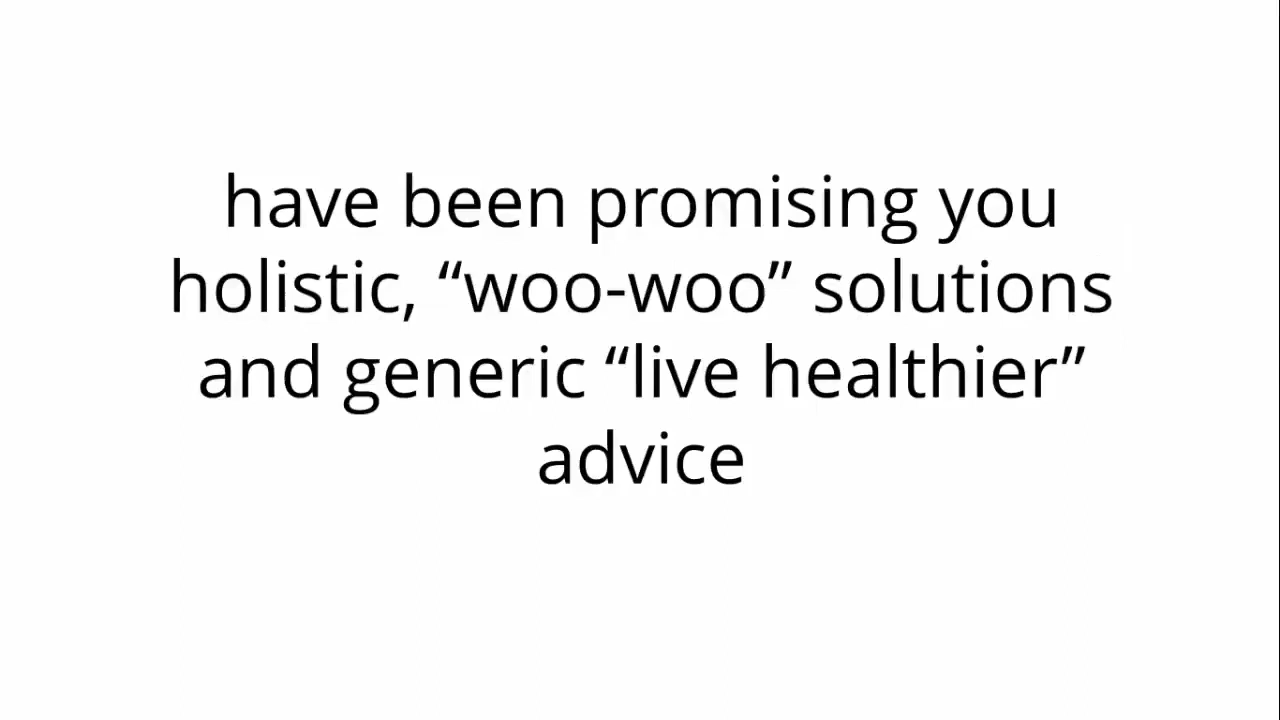 have been promising you
holistic, “woo-woo” solutions
and generic “live healthier”
advice